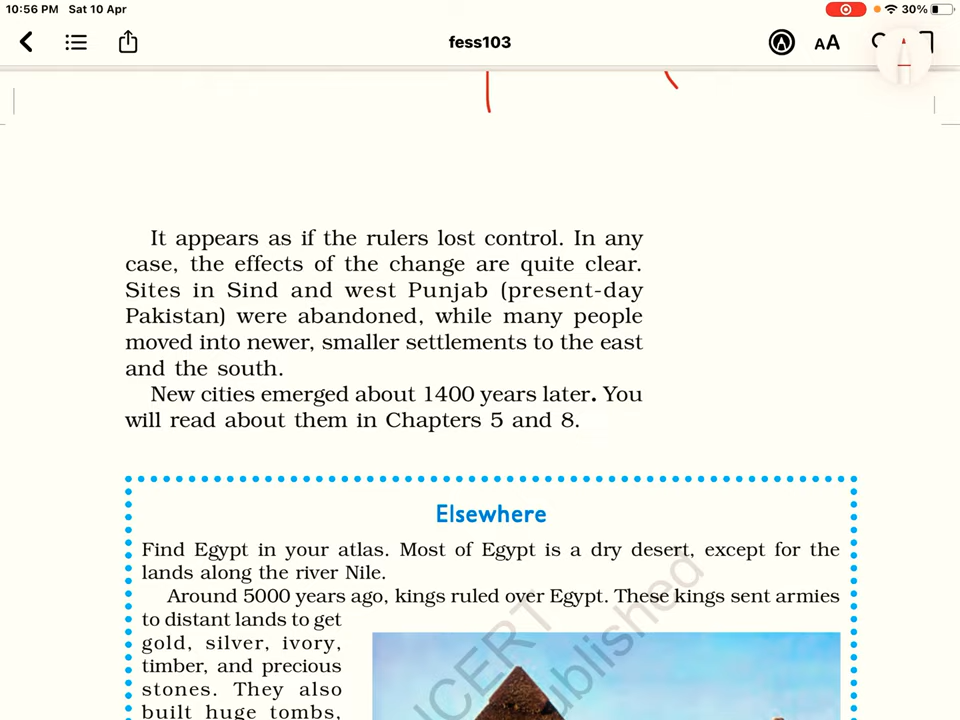 10:56 PM Sat 10 Apr
30%
fess103
AA
It appears as if the rulers lost control. In any
case, the effects of the change are quite clear.
Sites in Sind and west Punjab (present-day
Pakistan) were abandoned, while many people
moved into newer, smaller settlements to the east
and the south.
New cities emerged about 1400 years later. You
will read about them in Chapters 5 and 8.
Elsewhere
Find Egypt in your atlas. Most of Egypt is a dry desert, except for the
lands along the river Nile.
Around 5000 years ago, kings ruled over Egypt. These kings sent armies
to distant lands to get
gold, silver, ivory,
timber, and precious
stones. They also
built huge tombs,
NCERT
ublished